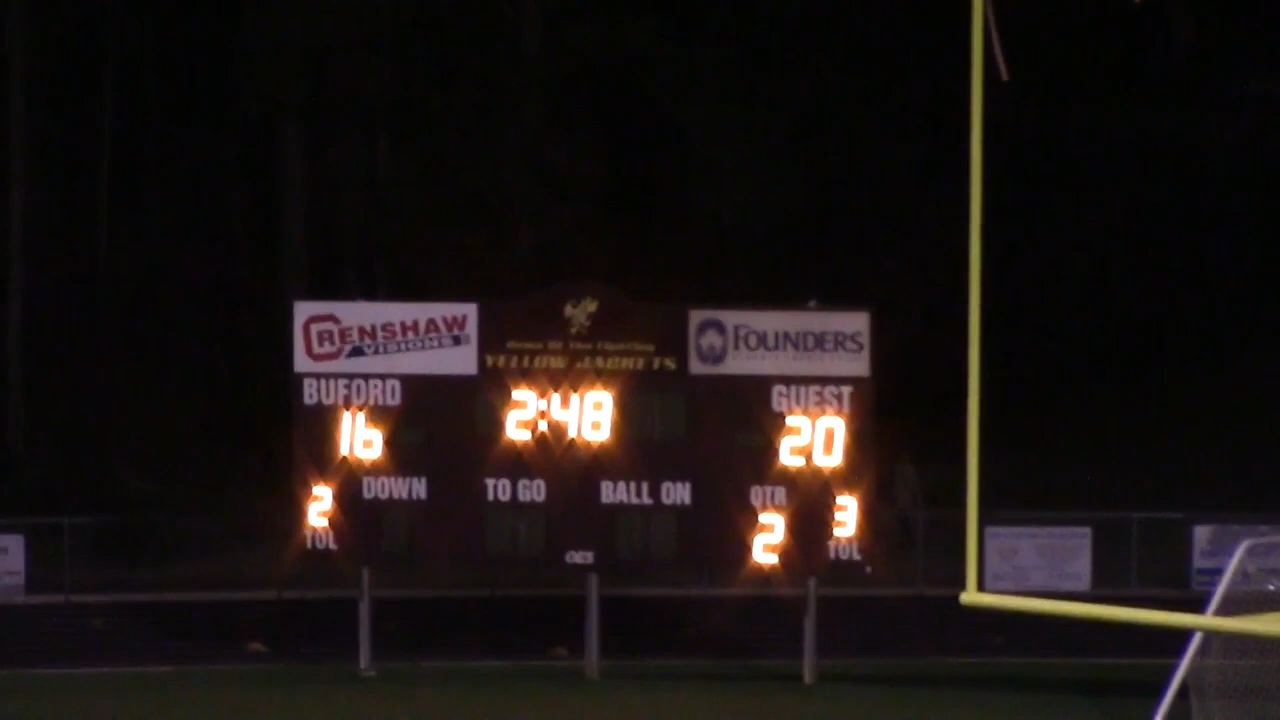 CRENSHAW
VISIONS
YELLOW JACKETS
FOUNDERS
BUFORD
2:48
GUEST
16
20
DOWN
TO GO
BALL ON
QTR
2
3
TOL
2
TOL
OES